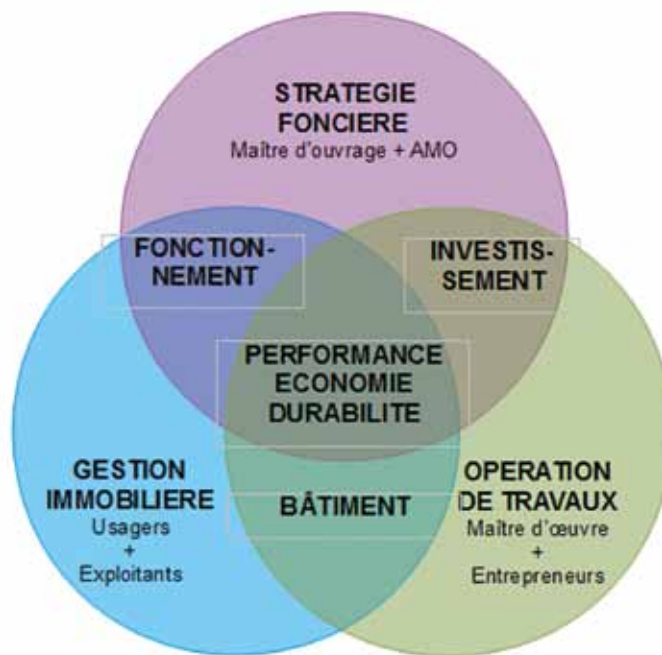 STRATEGIE
FONCIERE
Maître d'ouvrage + AMO
FONCTION-
NEMENT
INVESTIS-
SEMENT
PERFORMANCE
ECONOMIE
DURABILITE
GESTION
IMMOBILIERE
Usagers
+
Exploitants
BÂTIMENT
OPERATION
DE TRAVAUX
Maître d'œuvre
+
Entrepreneurs